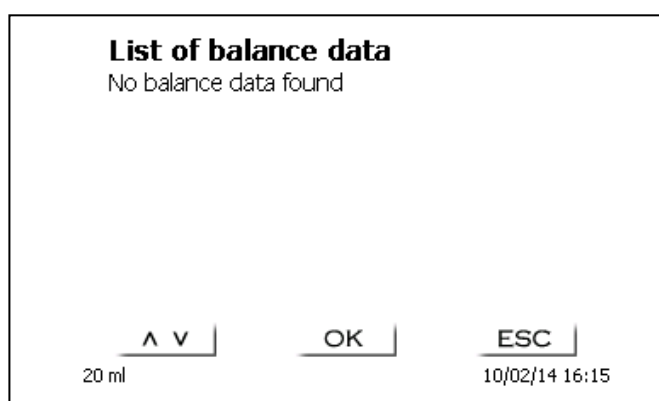 List of balance data
No balance data found
∧ ∨ OK ESC
20 ml 10/02/14 16:15